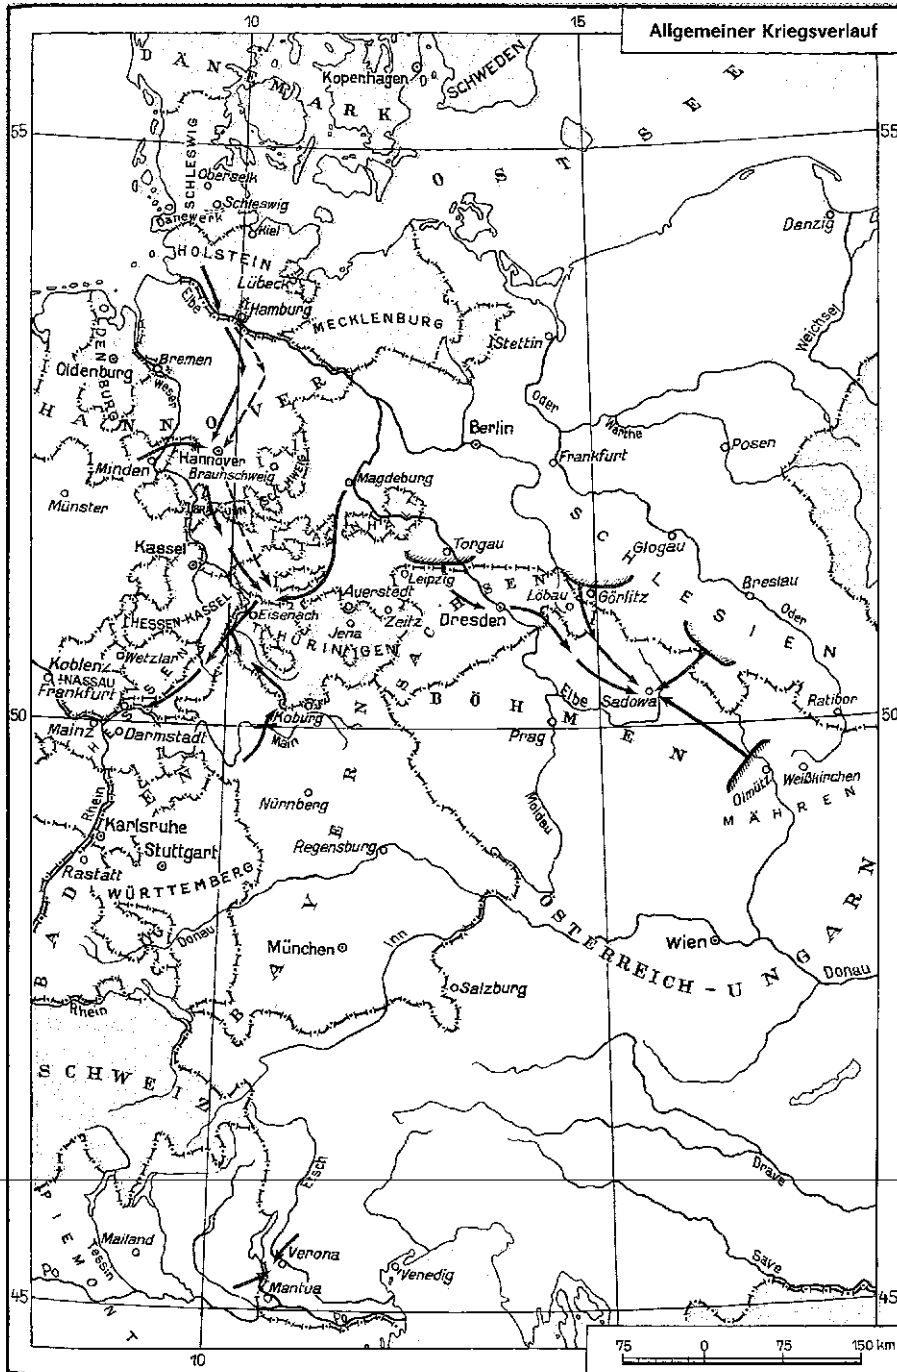 10
15
Allgemeiner Kriegsverlauf
DÄNEMARK
Kopenhagen
SCHWEDEN
55
55
OSTSEE
SCHLESWIG
Oberselk
Schleswig
Danewerk
Kiel
Danzig
HOLSTEIN
Lübeck
Elbe
Hamburg
MECKLENBURG
Stettin
Weichsel
OLDENBURG
Bremen
Oldenburg
Weser
HANNOVER
Oder
Berlin
Warthe
Posen
Minden
Hannover
Braunschweig
Frankfurt
Magdeburg
Münster
SCHLESIEN
Glogau
Kassel
Torgau
Leipzig
Breslau
Auerstedt
Löbau
Görlitz
Oder
HESSEN-KASSEL
Eisenach
Jena
Zeitz
Dresden
THÜRINGEN
SACHSEN
Wetzlar
Koblenz
NASSAU
Frankfurt
HESSEN
BÖHMEN
Elbe
Sadowa
Ratibor
50
50
Koburg
Mainz
Darmstadt
Main
Prag
Olmütz
Weißkirchen
MÄHREN
Nürnberg
Moldau
Rhein
Karlsruhe
Stuttgart
Regensburg
Rastatt
WÜRTTEMBERG
BADEN
BAYERN
Donau
München
Inn
ÖSTERREICH-UNGARN
Wien
Donau
Salzburg
Rhein
SCHWEIZ
Etsch
Drave
PIEMONT
Mailand
Tessin
Po
Verona
Mantua
Venedig
Save
Po
45
45
10
75 0 75 150 km